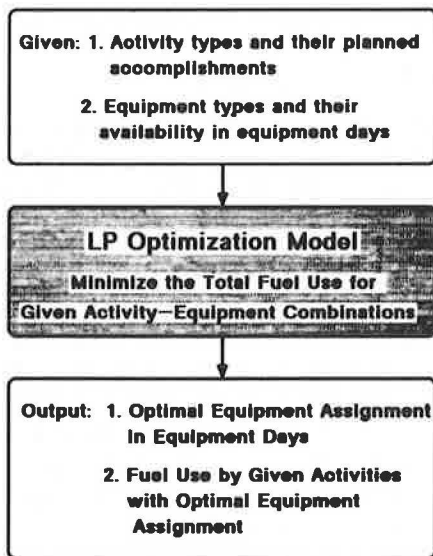 Given: 1. Activity types and their planned
accomplishments
2. Equipment types and their
availability in equipment days
LP Optimization Model
Minimize the Total Fuel Use for
Given Activity-Equipment Combinations
Output: 1. Optimal Equipment Assignment
in Equipment Days
2. Fuel Use by Given Activities
with Optimal Equipment
Assignment